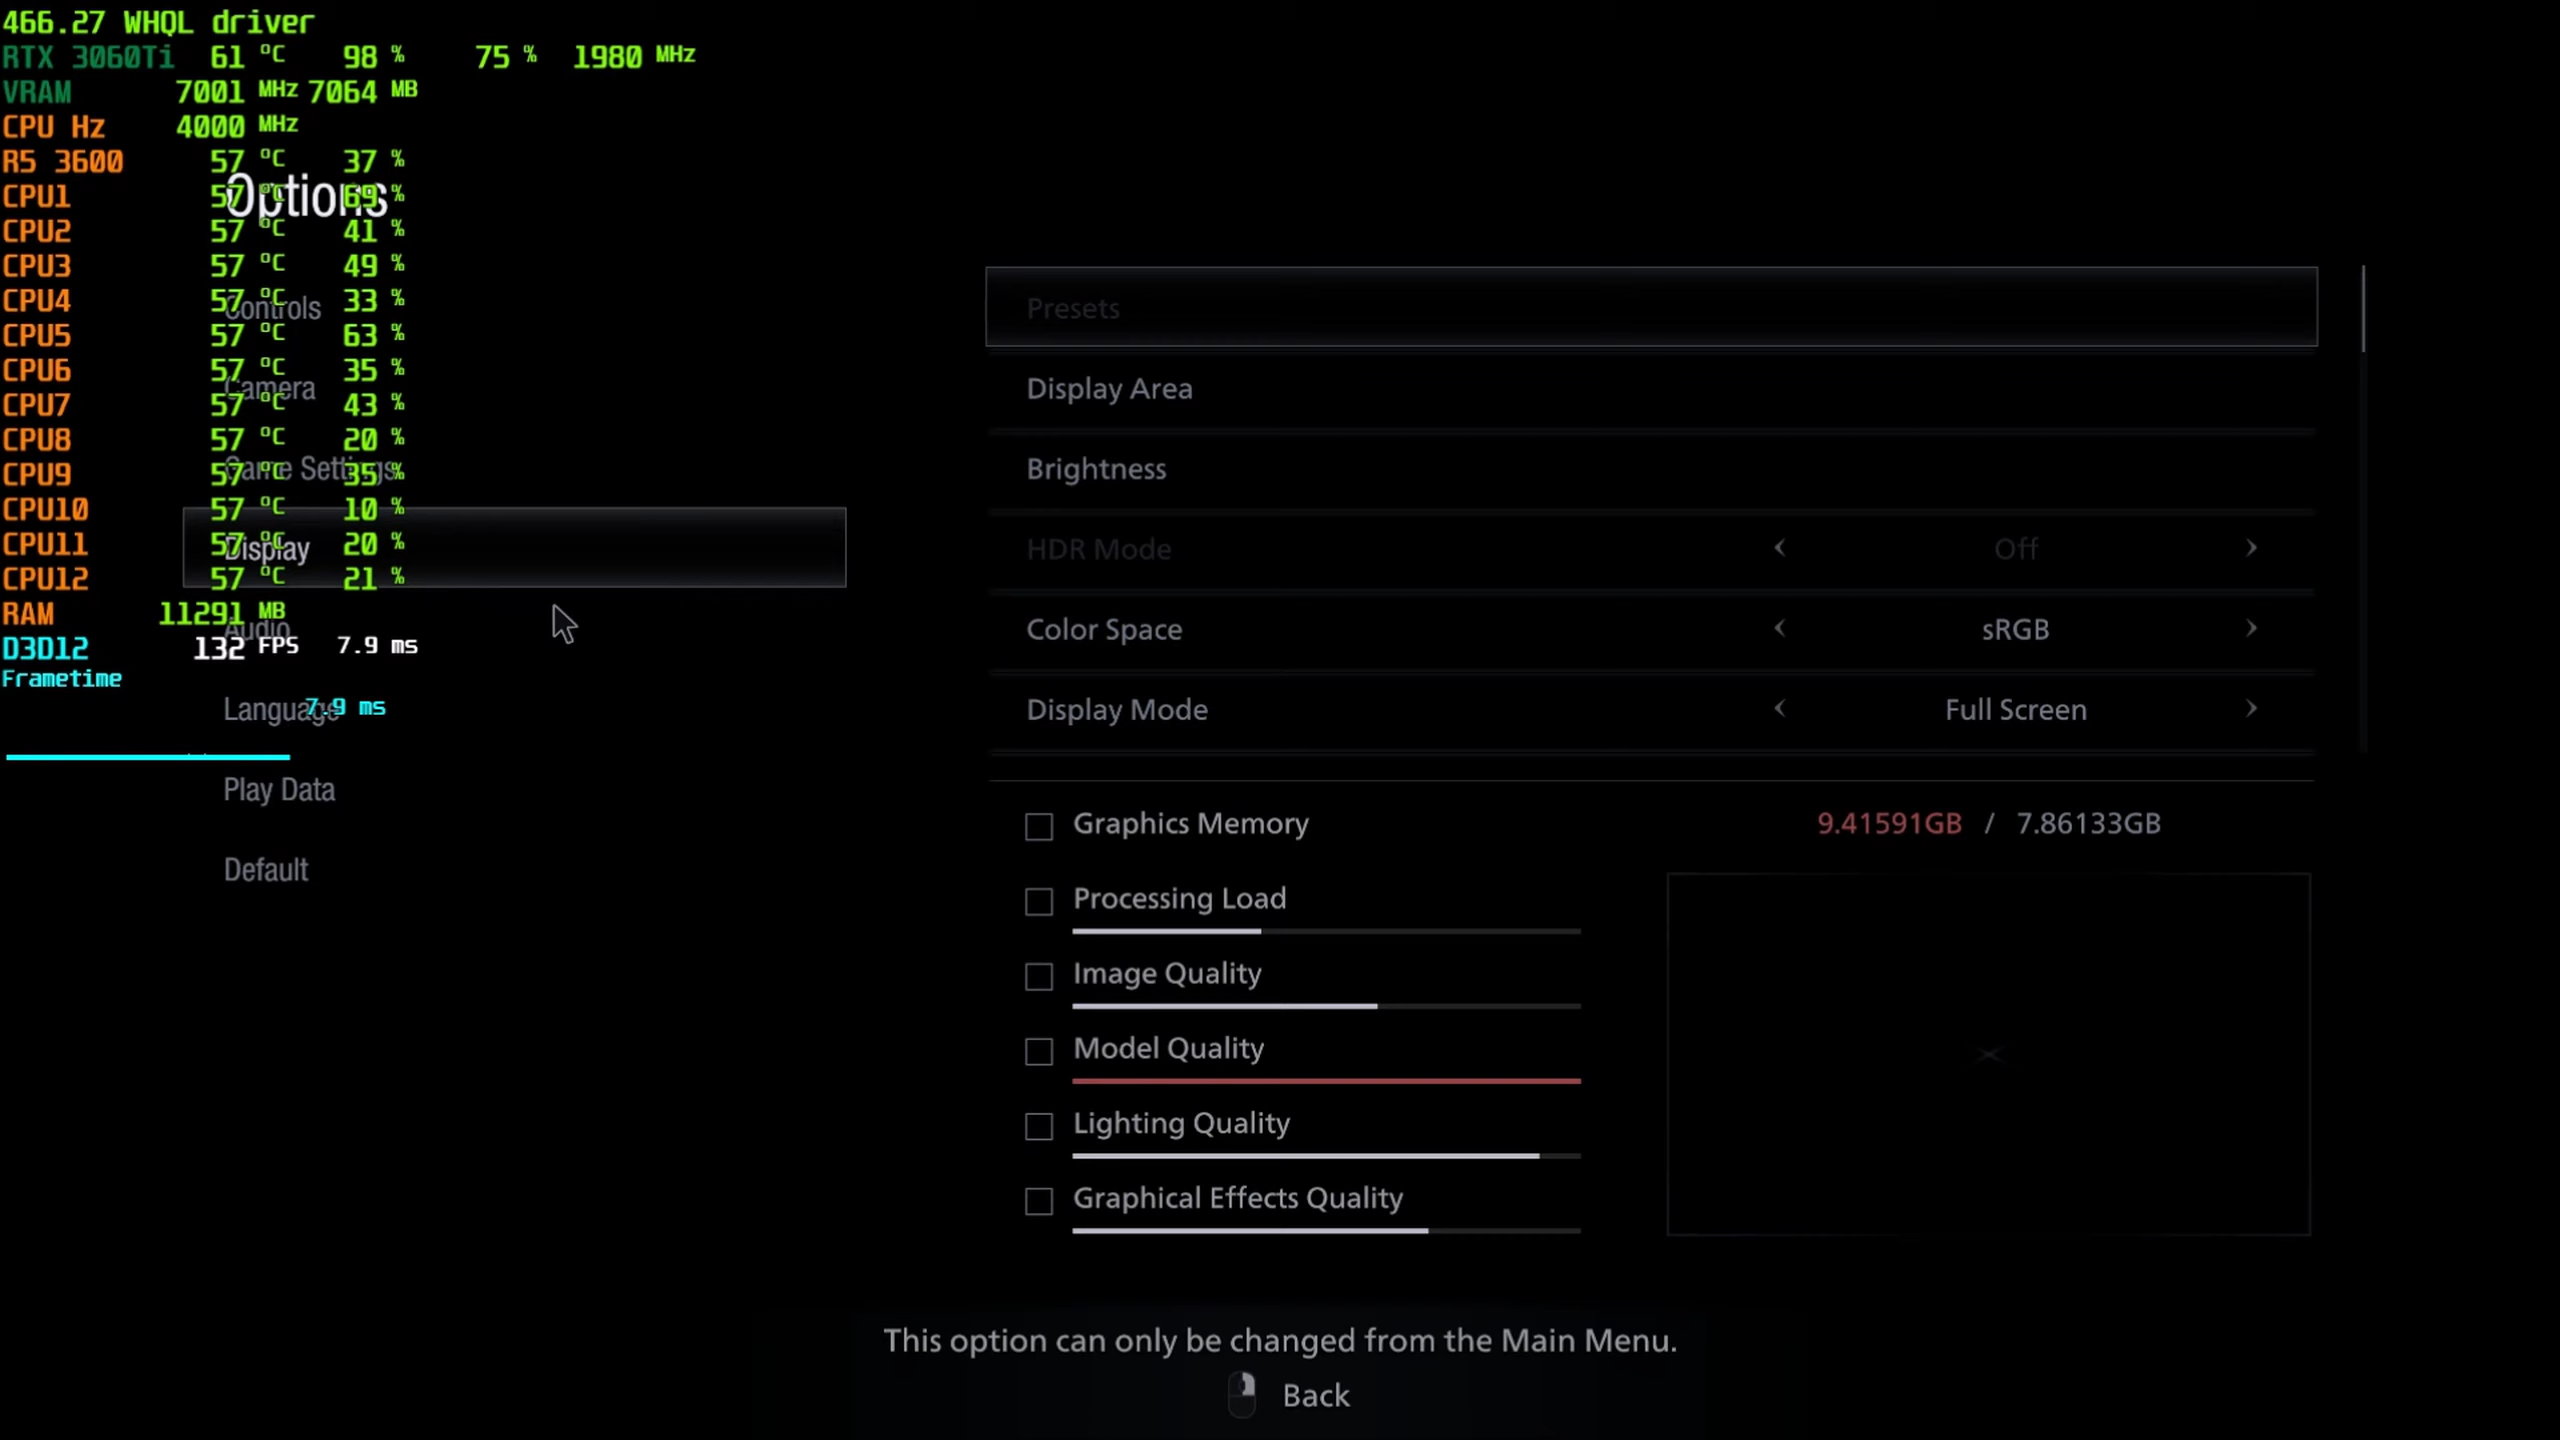 466.27 WHQL driver
RTX 3060Ti 61 °C 98 % 75 % 1980 MHz
VRAM 7001 MHz 7064 MB
CPU Hz 4000 MHz
R5 3600 57 °C 37 %
Options
CPU1 57 °C 69 %
CPU2 57 °C 41 %
CPU3 57 °C 49 %
CPU4 57 °C 33 %
Controls
CPU5 57 °C 63 %
CPU6 57 °C 35 %
Camera
CPU7 57 °C 43 %
CPU8 57 °C 20 %
CPU9 57 °C 35 %
Game Settings
CPU10 57 °C 10 %
CPU11 57 °C 20 %
Display
CPU12 57 °C 21 %
RAM 11291 MB
Audio
D3D12 132 FPS 7.9 ms
Frametime
7.9 ms
Language
Play Data
Default
Presets
Display Area
Brightness
HDR Mode Off
Color Space sRGB
Display Mode Full Screen
Graphics Memory 9.41591GB / 7.86133GB
Processing Load
Image Quality
Model Quality
Lighting Quality
Graphical Effects Quality
This option can only be changed from the Main Menu.
Back